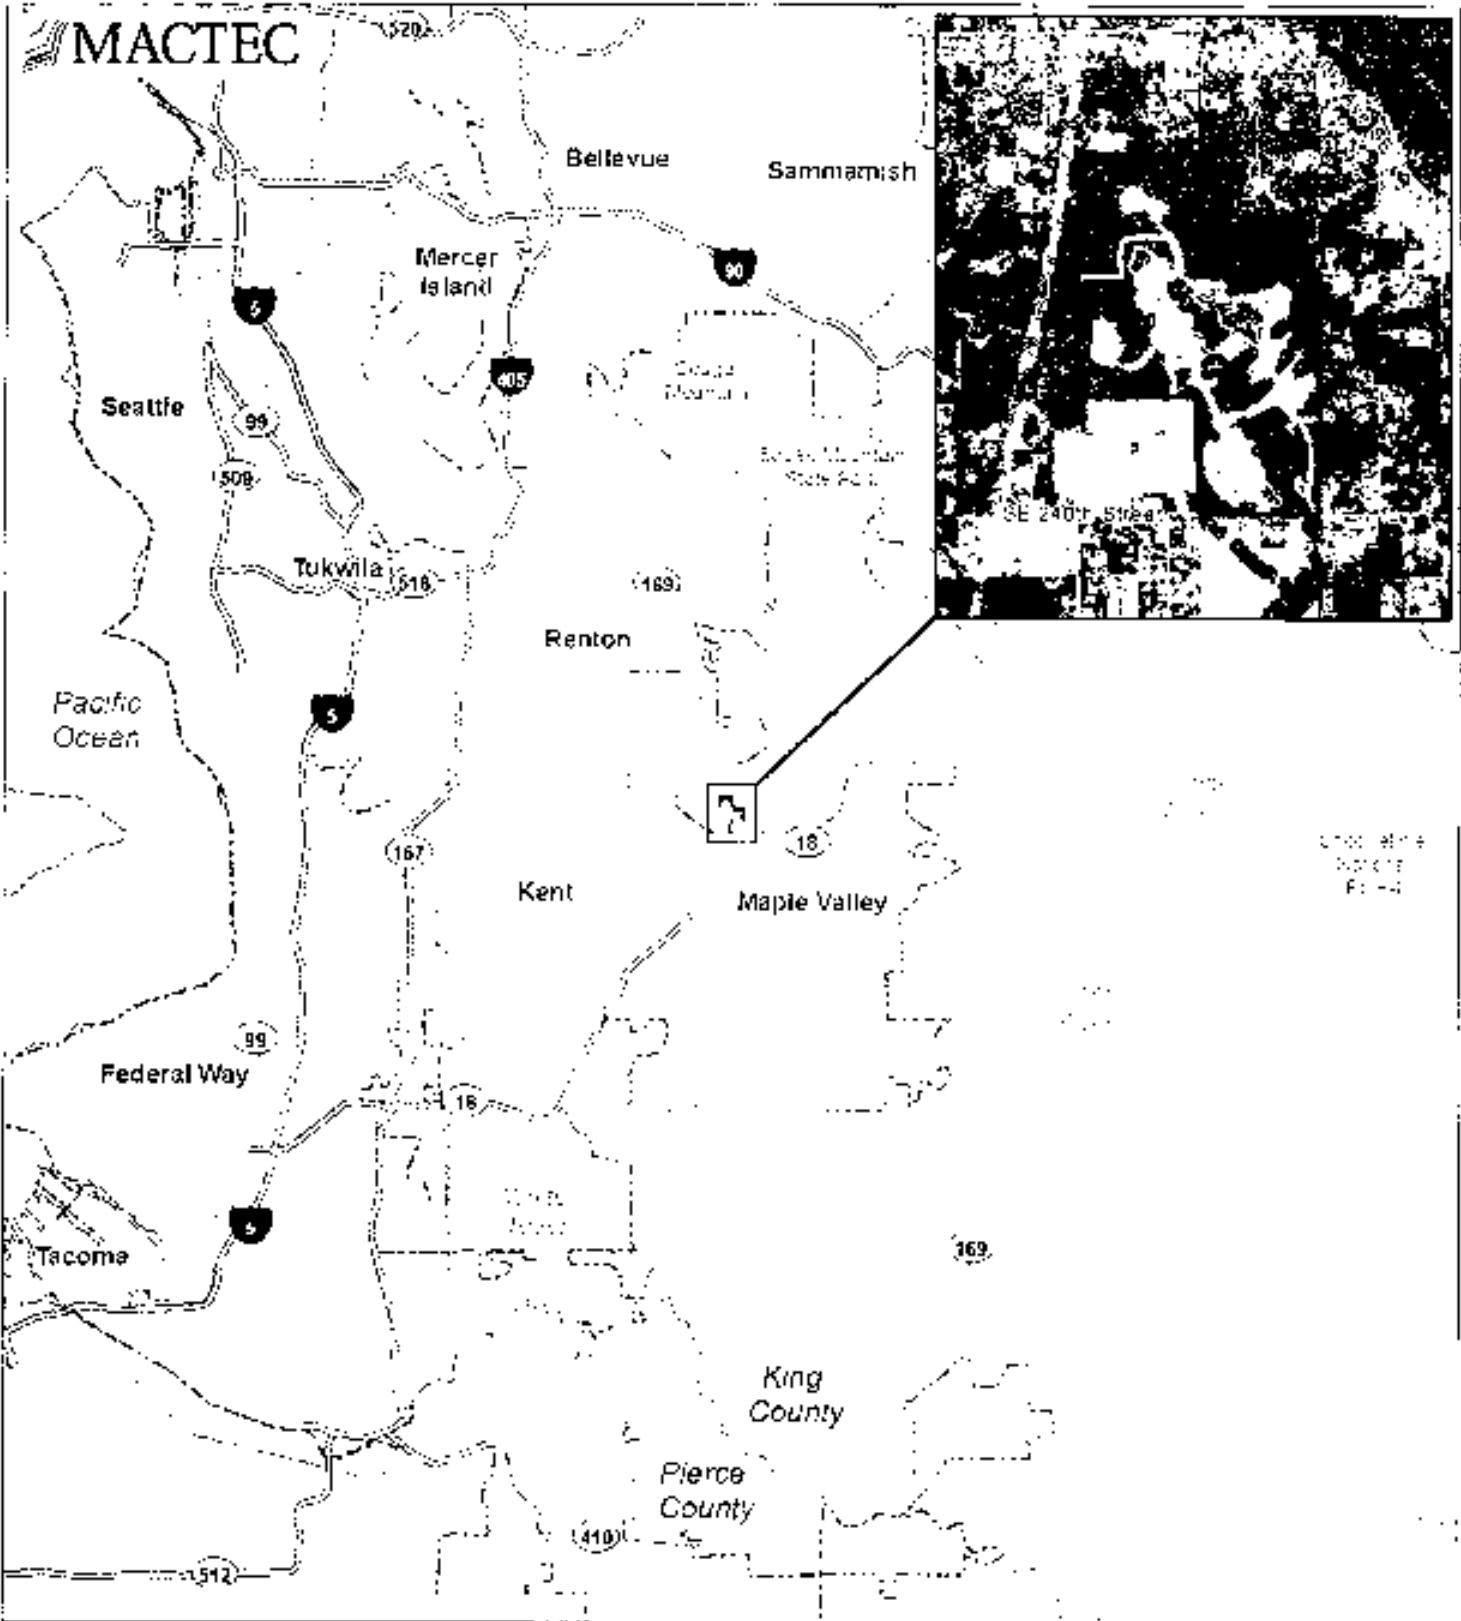 MACTEC
520
Bellevue
Sammamish
Mercer
Island
90
5
405
Seattle
99
509
SE 240th Street
Tukwila
518
169
Renton
Pacific
Ocean
5
167
18
Kent
Maple Valley
99
Federal Way
18
5
Tacoma
169
King
County
Pierce
County
410
512